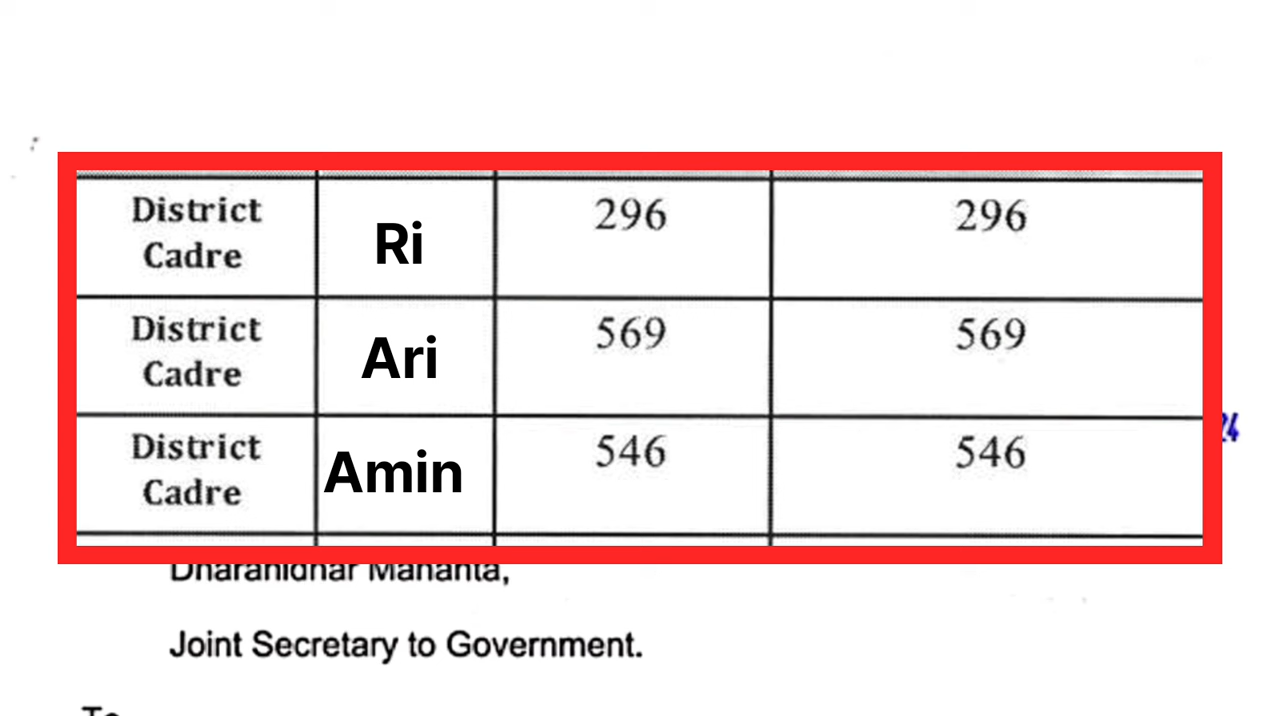 District
Cadre
Ri
296
296
District
Cadre
Ari
569
569
District
Cadre
Amin
546
546
24
Dharanidhar Mahanta,
Joint Secretary to Government.
To